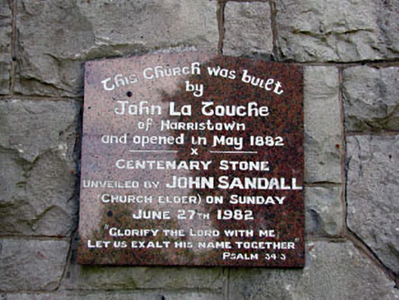 This Church was built
by
John La Touche
of Harristown
and opened in May 1882
x
CENTENARY STONE
UNVEILED BY JOHN SANDALL
(CHURCH ELDER) ON SUNDAY
JUNE 27TH 1982
"GLORIFY THE LORD WITH ME
LET US EXALT HIS NAME TOGETHER"
PSALM 34·3